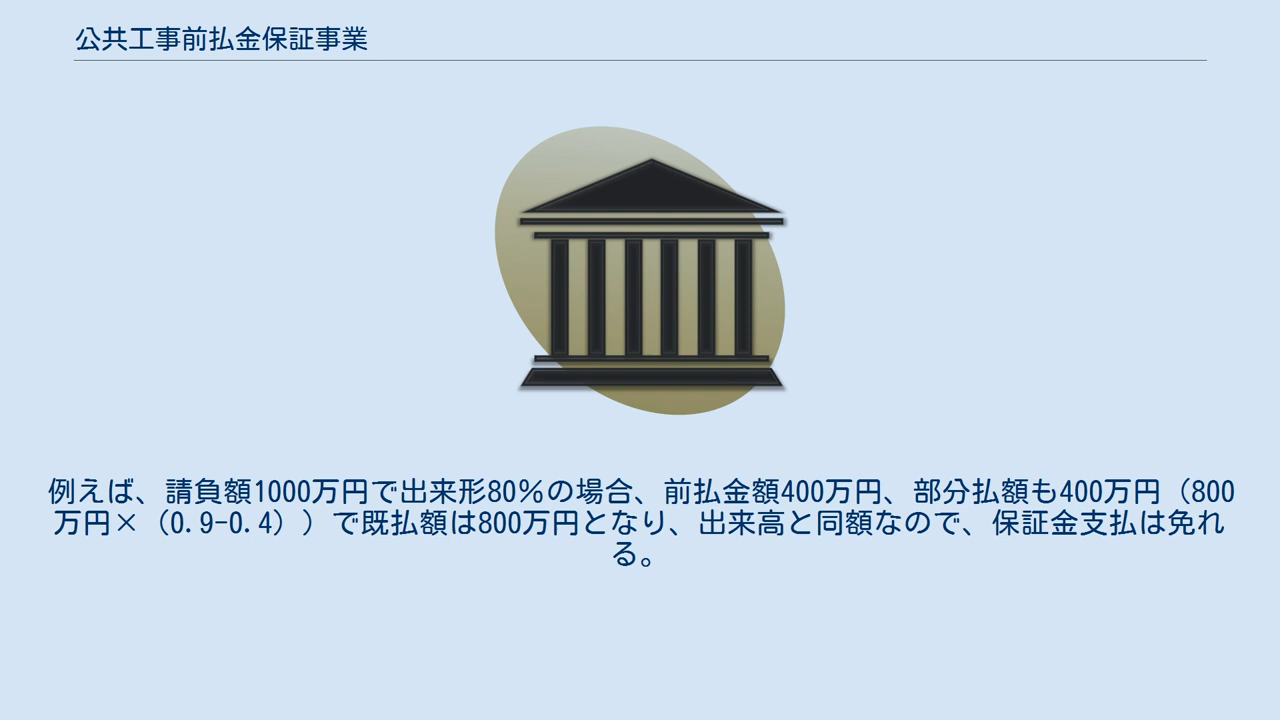 公共工事前払金保証事業
例えば、請負額1000万円で出来形80％の場合、前払金額400万円、部分払額も400万円（800
万円×（0.9-0.4））で既払額は800万円となり、出来高と同額なので、保証金支払は免れ
る。